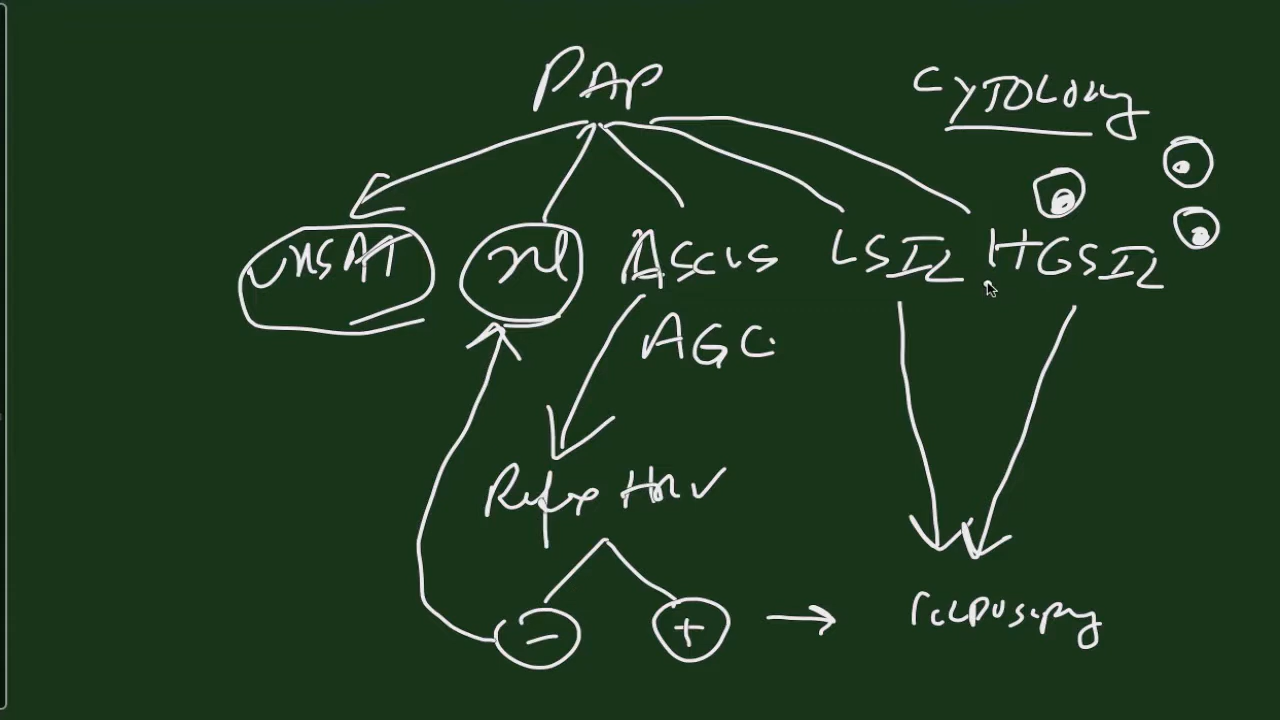 PAP
CYTOLOGY
UNSAT nl ASCUS LSIL HGSIL
AGC
Reflex HPV
- +
Colposcopy